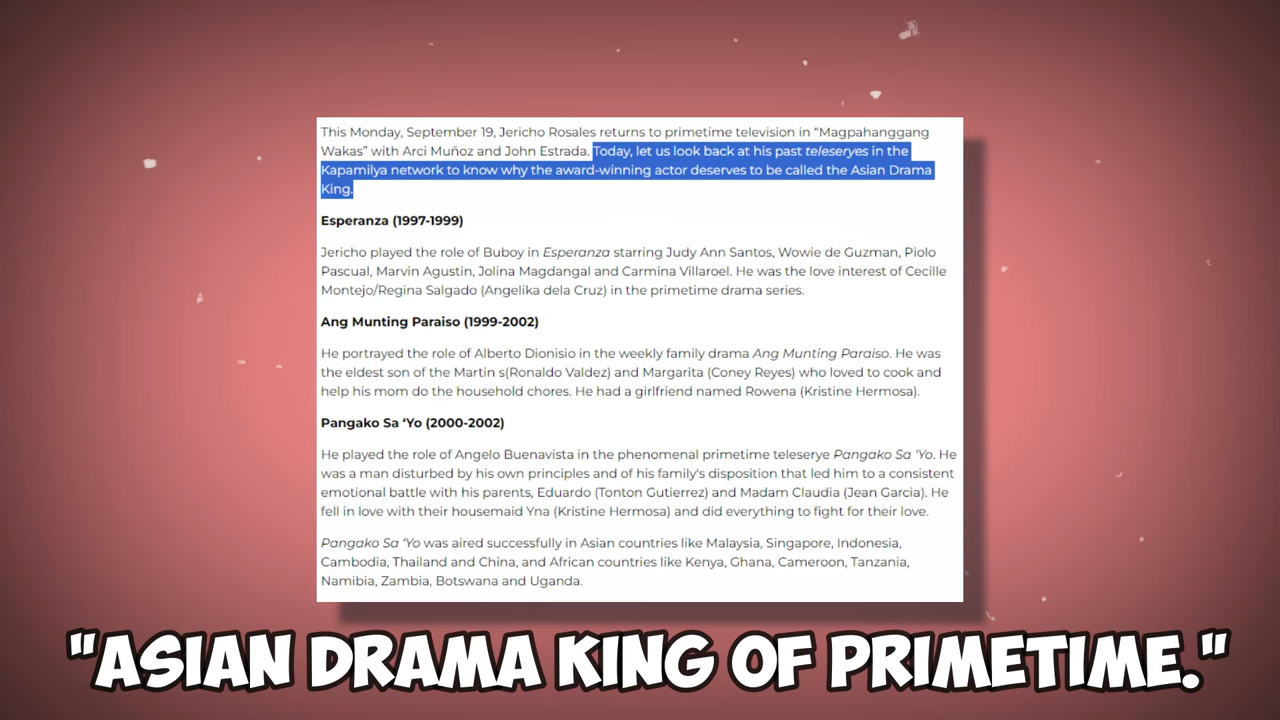 This Monday, September 19, Jericho Rosales returns to primetime television in “Magpahanggang
Wakas” with Arci Muñoz and John Estrada. Today, let us look back at his past teleseryes in the
Kapamilya network to know why the award-winning actor deserves to be called the Asian Drama
King.
Esperanza (1997-1999)
Jericho played the role of Buboy in Esperanza starring Judy Ann Santos, Wowie de Guzman, Piolo
Pascual, Marvin Agustin, Jolina Magdangal and Carmina Villaroel. He was the love interest of Cecille
Montejo/Regina Salgado (Angelika dela Cruz) in the primetime drama series.
Ang Munting Paraiso (1999-2002)
He portrayed the role of Alberto Dionisio in the weekly family drama Ang Munting Paraiso. He was
the eldest son of the Martin s(Ronaldo Valdez) and Margarita (Coney Reyes) who loved to cook and
help his mom do the household chores. He had a girlfriend named Rowena (Kristine Hermosa).
Pangako Sa ‘Yo (2000-2002)
He played the role of Angelo Buenavista in the phenomenal primetime teleserye Pangako Sa ‘Yo. He
was a man disturbed by his own principles and of his family's disposition that led him to a consistent
emotional battle with his parents, Eduardo (Tonton Gutierrez) and Madam Claudia (Jean Garcia). He
fell in love with their housemaid Yna (Kristine Hermosa) and did everything to fight for their love.
Pangako Sa ‘Yo was aired successfully in Asian countries like Malaysia, Singapore, Indonesia,
Cambodia, Thailand and China, and African countries like Kenya, Ghana, Cameroon, Tanzania,
Namibia, Zambia, Botswana and Uganda.
"ASIAN DRAMA KING OF PRIMETIME."